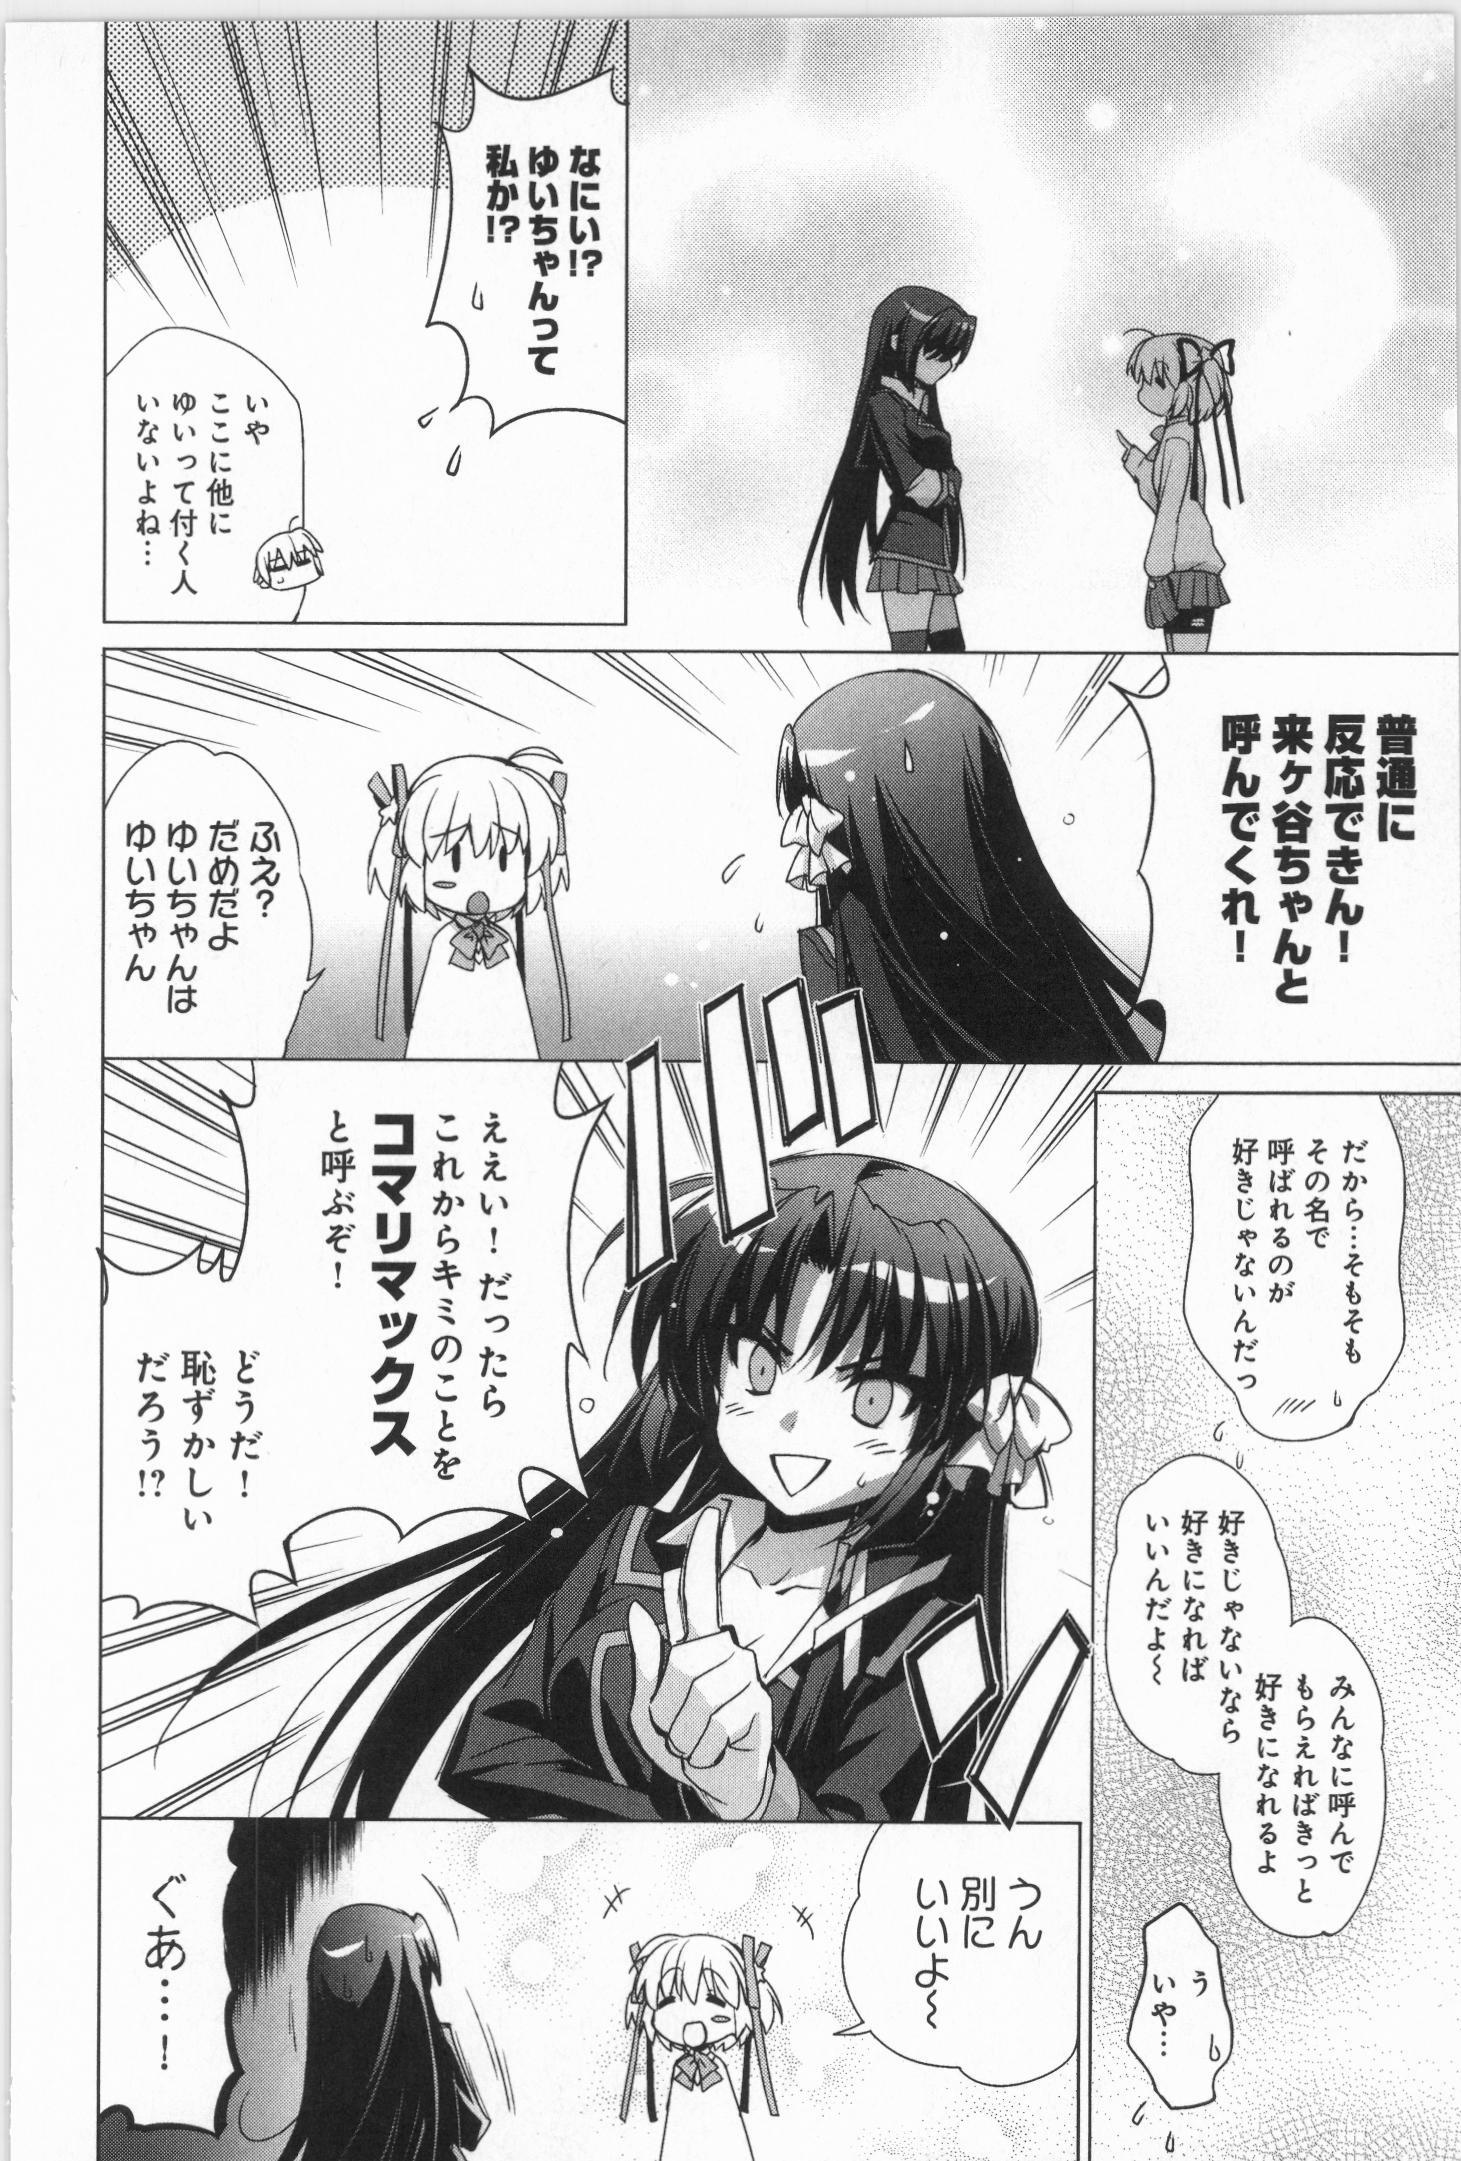 なにい!?
ゆいちゃんって
私か!?
いや
ここに他に
ゆいって付く人
いないよね…
普通に
反応できん!
来ヶ谷ちゃんと
呼んでくれ!
ふえ?
だめだよ
ゆいちゃんは
ゆいちゃん
だから…そもそも
その名で
呼ばれるのが
好きじゃないんだっ
好きじゃないなら
好きになれば
いいんだよ〜
みんなに呼んで
もらえればきっと
好きになれるよ
う
いや…
ええい!だったら
これからキミのことを
コマリマックス
と呼ぶぞ!
どうだ!
恥ずかしい
だろう!?
うん
別に
いいよ〜
ぐあ…!